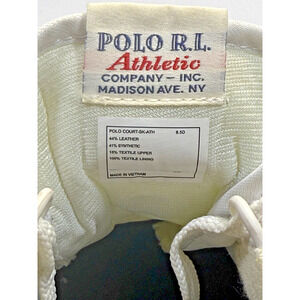 POLO R.L.
Athletic
COMPANY - INC.
MADISON AVE. NY
POLO COURT-SK-ATH 8.5D
44% LEATHER
41% SYNTHETIC
15% TEXTILE UPPER
100% TEXTILE LINING
MADE IN VIETNAM